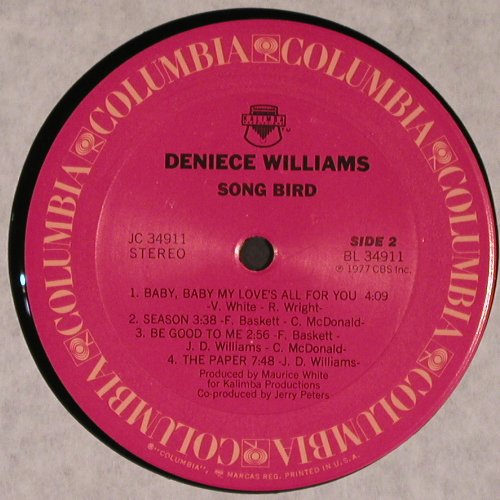 COLUMBIA COLUMBIA COLUMBIA COLUMBIA COLUMBIA COLUMBIA
DENIECE WILLIAMS
SONG BIRD
JC 34911 SIDE 2
STEREO BL 34911
℗ 1977 CBS Inc.
1. BABY, BABY MY LOVE'S ALL FOR YOU 4:09
-V. White - R. Wright-
2. SEASON 3:38 -F. Baskett - C. McDonald-
3. BE GOOD TO ME 2:56 -F. Baskett -
J. D. Williams - C. McDonald-
4. THE PAPER 7:48 -J. D. Williams-
Produced by Maurice White
for Kalimba Productions
Co-produced by Jerry Peters
® "COLUMBIA", MARCAS REG. PRINTED IN U.S.A.